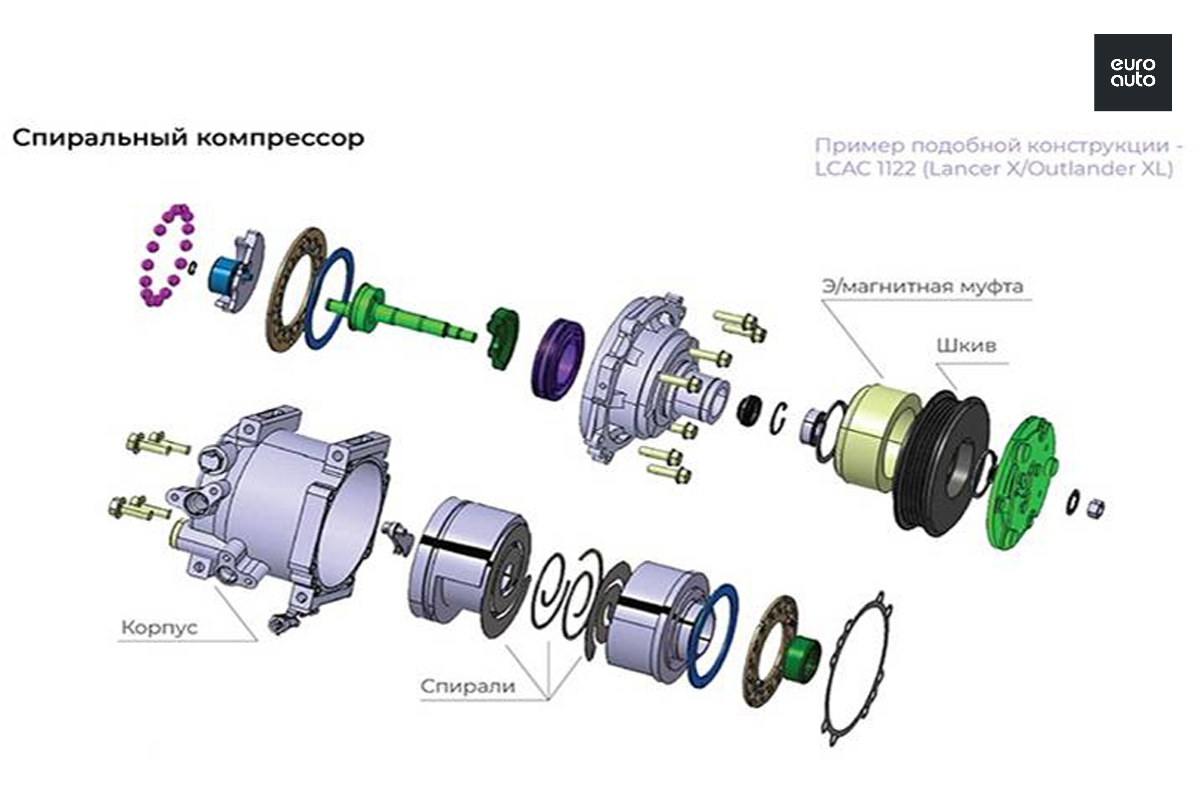 euro
auto
Спиральный компрессор
Пример подобной конструкции -
LCAC 1122 (Lancer X/Outlander XL)
Э/магнитная муфта
Шкив
Корпус
Спирали